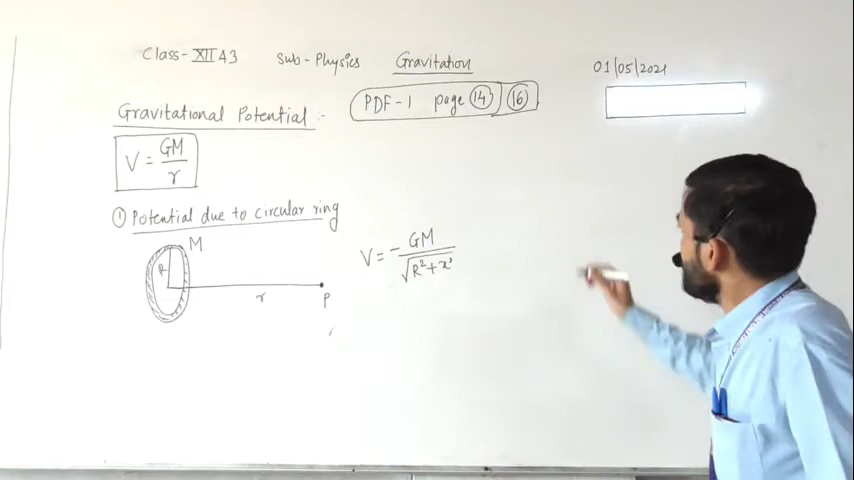 Class-XII A3 Sub-Physics Gravitation 01/05/2021
PDF-1 page 14 16
Gravitational Potential :-
V = GM/r
① Potential due to circular ring
M
R
r
P
V = - GM/√R²+x²